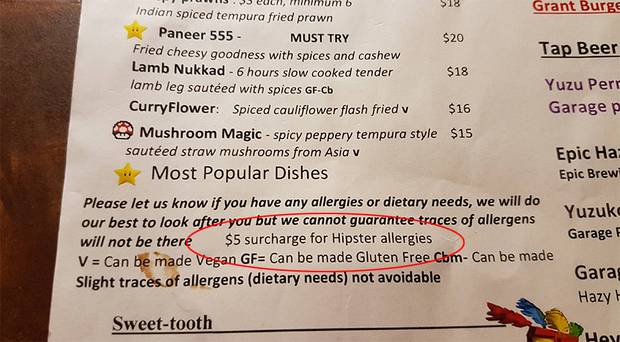 $3 each, minimum 6 $18
Indian spiced tempura fried prawn
Paneer 555 - MUST TRY $20
Fried cheesy goodness with spices and cashew
Lamb Nukkad - 6 hours slow cooked tender $18
lamb leg sautéed with spices GF-Cb
CurryFlower: Spiced cauliflower flash fried v $16
Mushroom Magic - spicy peppery tempura style $15
sautéed straw mushrooms from Asia v
Most Popular Dishes
Please let us know if you have any allergies or dietary needs, we will do
our best to look after you but we cannot guarantee traces of allergens
will not be there $5 surcharge for Hipster allergies
V = Can be made Vegan GF= Can be made Gluten Free Cbm- Can be made
Slight traces of allergens (dietary needs) not avoidable
Sweet-tooth
Grant Burge
Tap Beer
Yuzu
Garage
Epic
Epic
Garage
Hazy